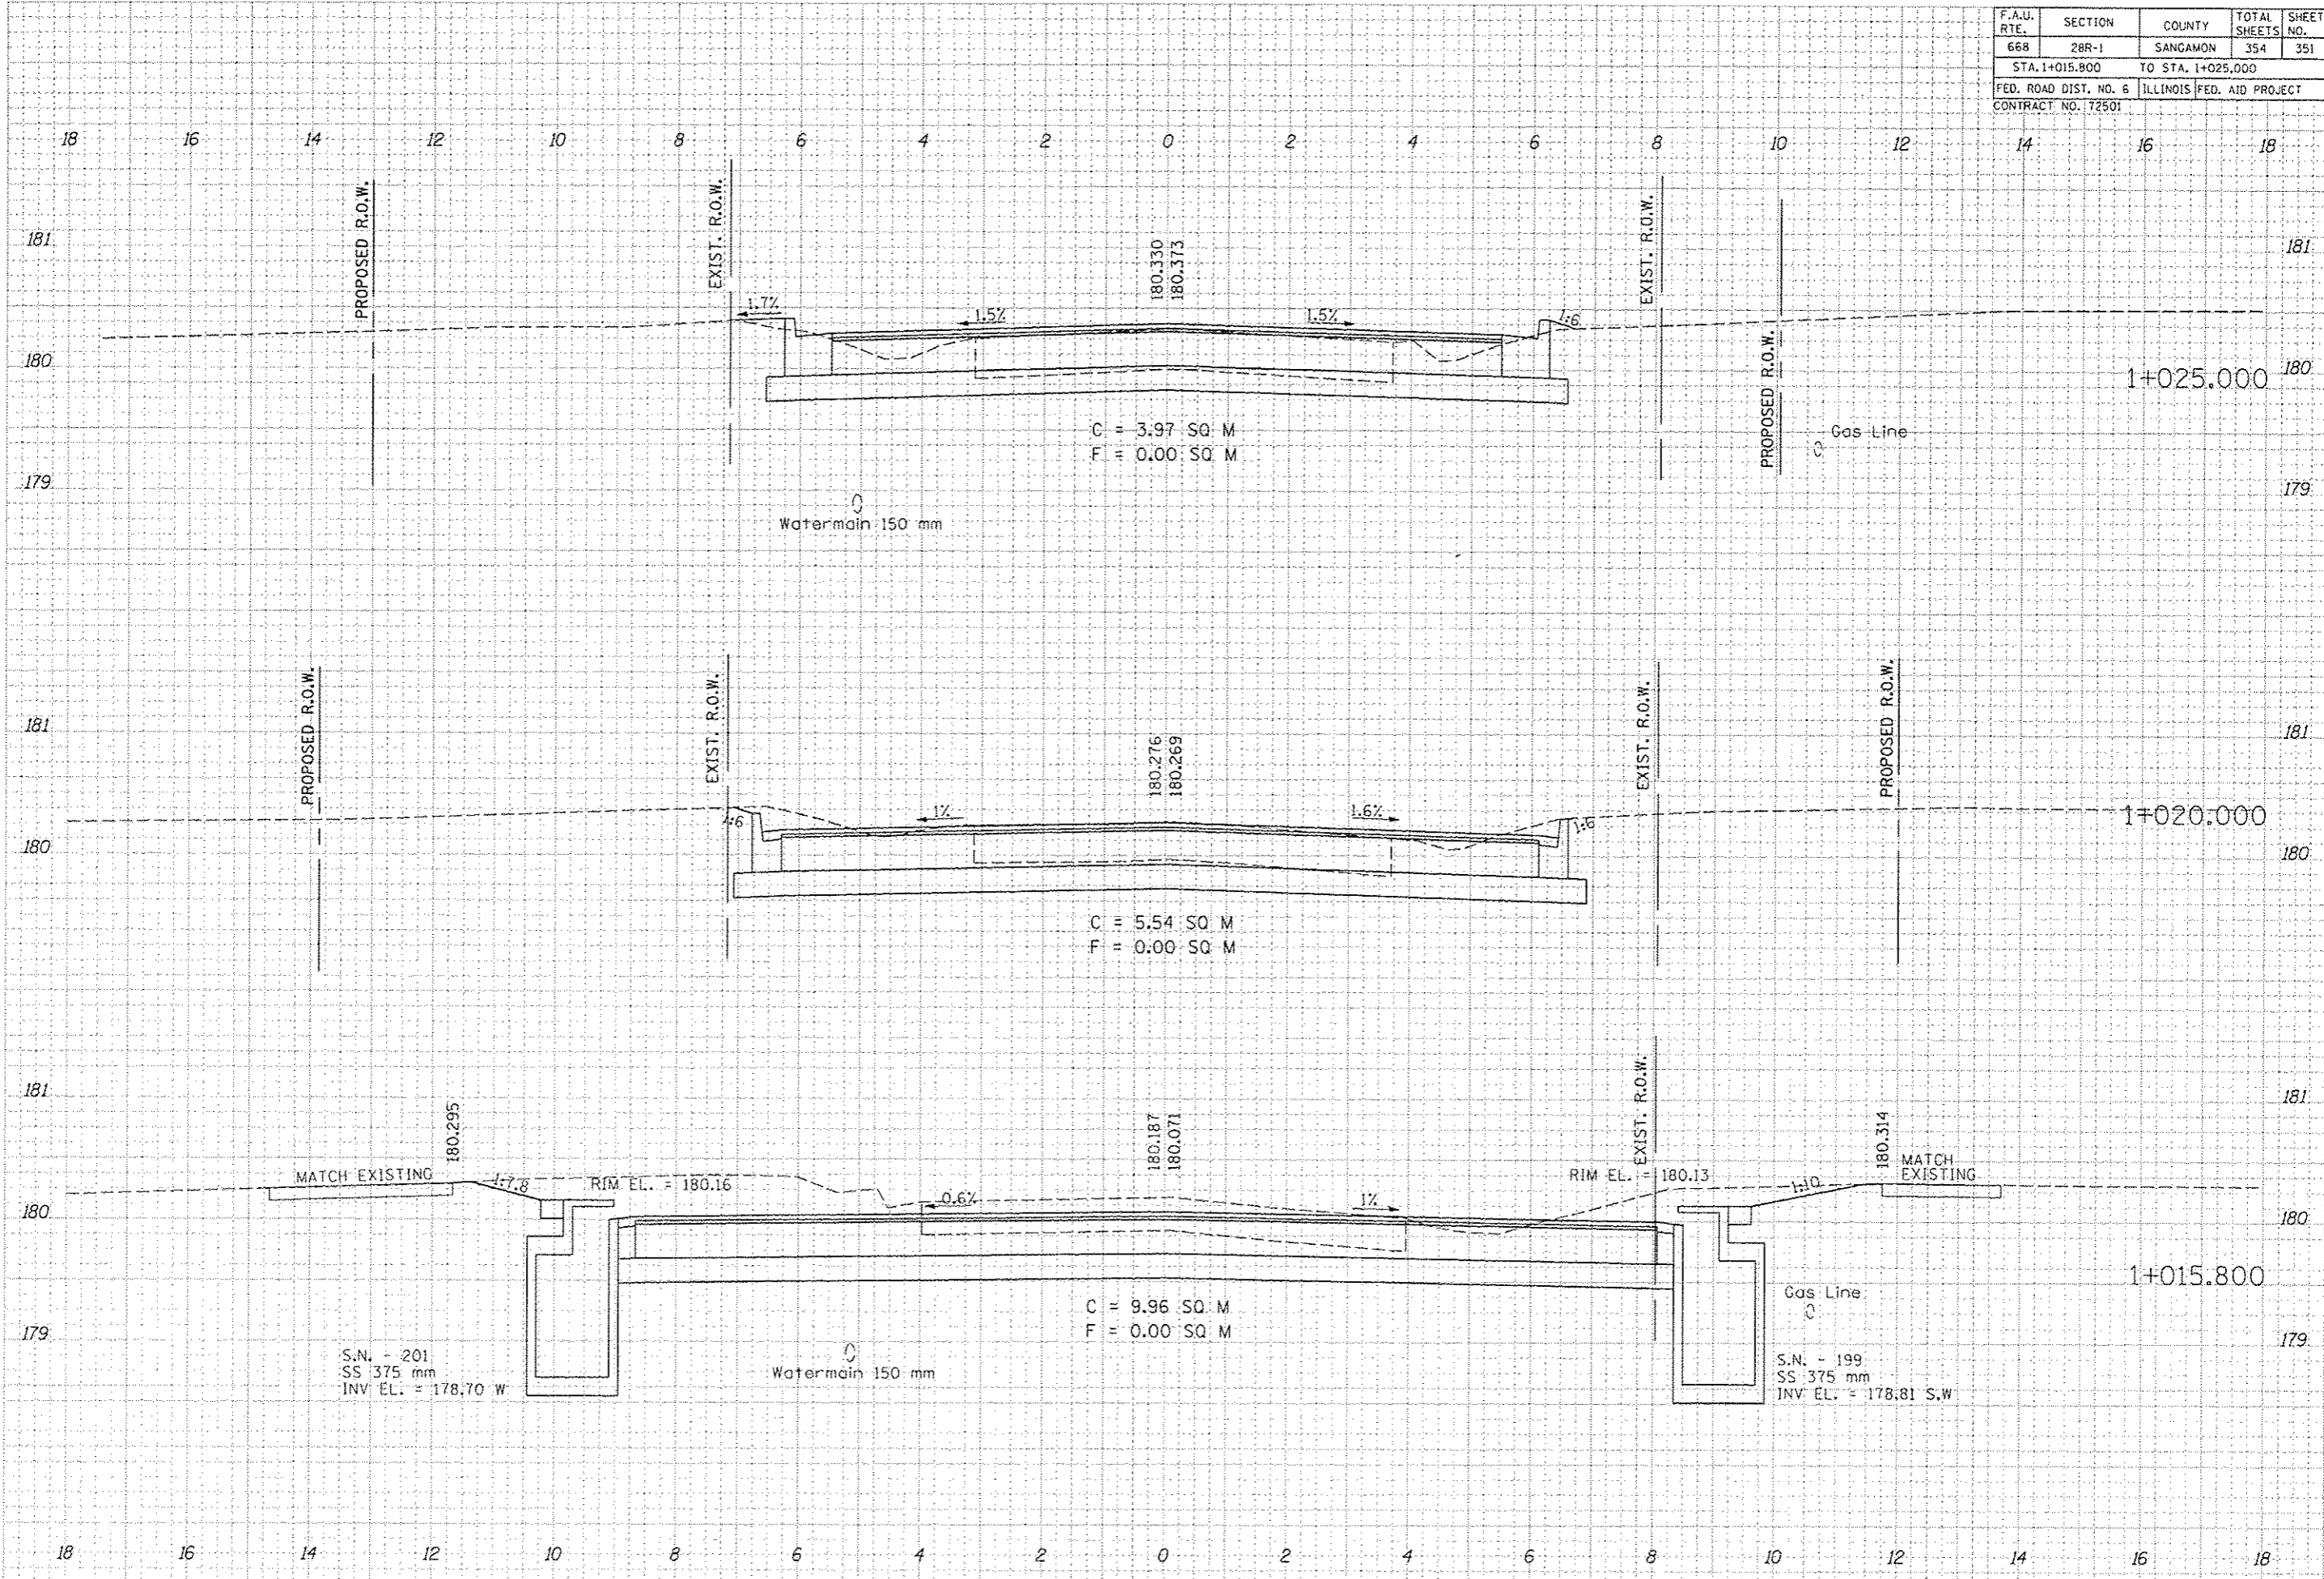 F.A.U. RTE. SECTION COUNTY TOTAL SHEETS SHEET NO.
668 28R-1 SANGAMON 354 351
STA. 1+015.800 TO STA. 1+025.000
FED. ROAD DIST. NO. 6 ILLINOIS FED. AID PROJECT
CONTRACT NO. 72501
18 16 14 12 10 8 6 4 2 0 2 4 6 8 10 12 14 16 18
PROPOSED R.O.W.
EXIST. R.O.W.
180.330
180.373
EXIST. R.O.W.
PROPOSED R.O.W.
181 181
1.7% 1.5% 1.5% 1:6
180 180
1+025.000
C = 3.97 SQ M
F = 0.00 SQ M
Gas Line
179 179
Watermain 150 mm
PROPOSED R.O.W.
EXIST. R.O.W.
180.276
180.269
EXIST. R.O.W.
PROPOSED R.O.W.
181 181
1:6 1% 1.6% 1:6
1+020.000
180 180
C = 5.54 SQ M
F = 0.00 SQ M
181 181
180.295
180.187
180.071
EXIST. R.O.W.
180.314
MATCH EXISTING
1:7.8
RIM EL. = 180.16
RIM EL. = 180.13
1:10
MATCH
EXISTING
0.6% 1%
180 180
1+015.800
C = 9.96 SQ M
F = 0.00 SQ M
Gas Line
179 179
Watermain 150 mm
S.N. - 201
SS 375 mm
INV EL. = 178.70 W
S.N. - 199
SS 375 mm
INV EL. = 178.81 S.W
18 16 14 12 10 8 6 4 2 0 2 4 6 8 10 12 14 16 18